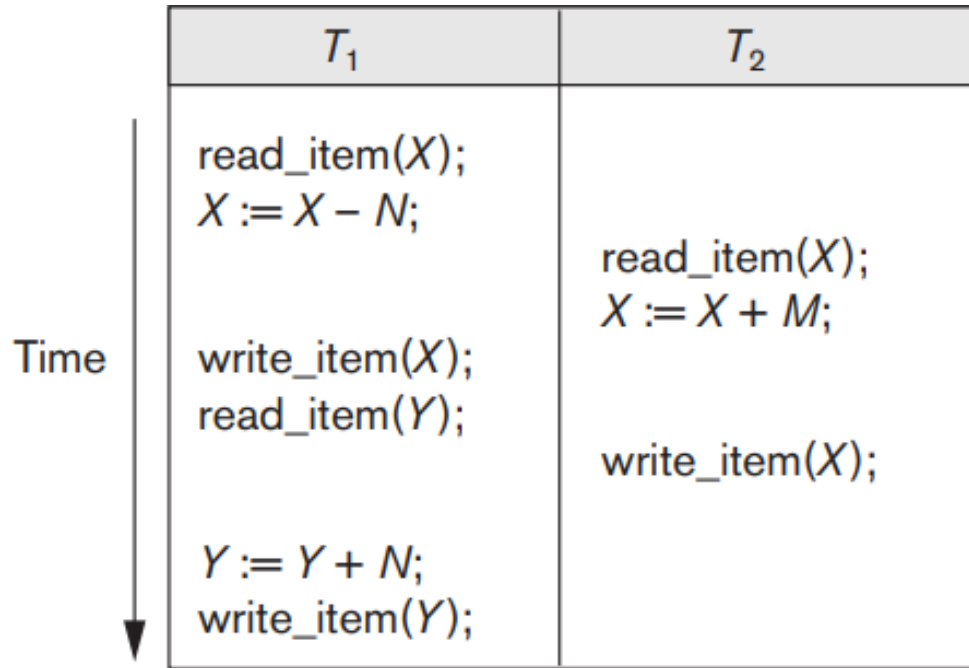 T₁ T₂
read_item(X);
X := X – N;
read_item(X);
X := X + M;
Time write_item(X);
read_item(Y);
write_item(X);
Y := Y + N;
write_item(Y);